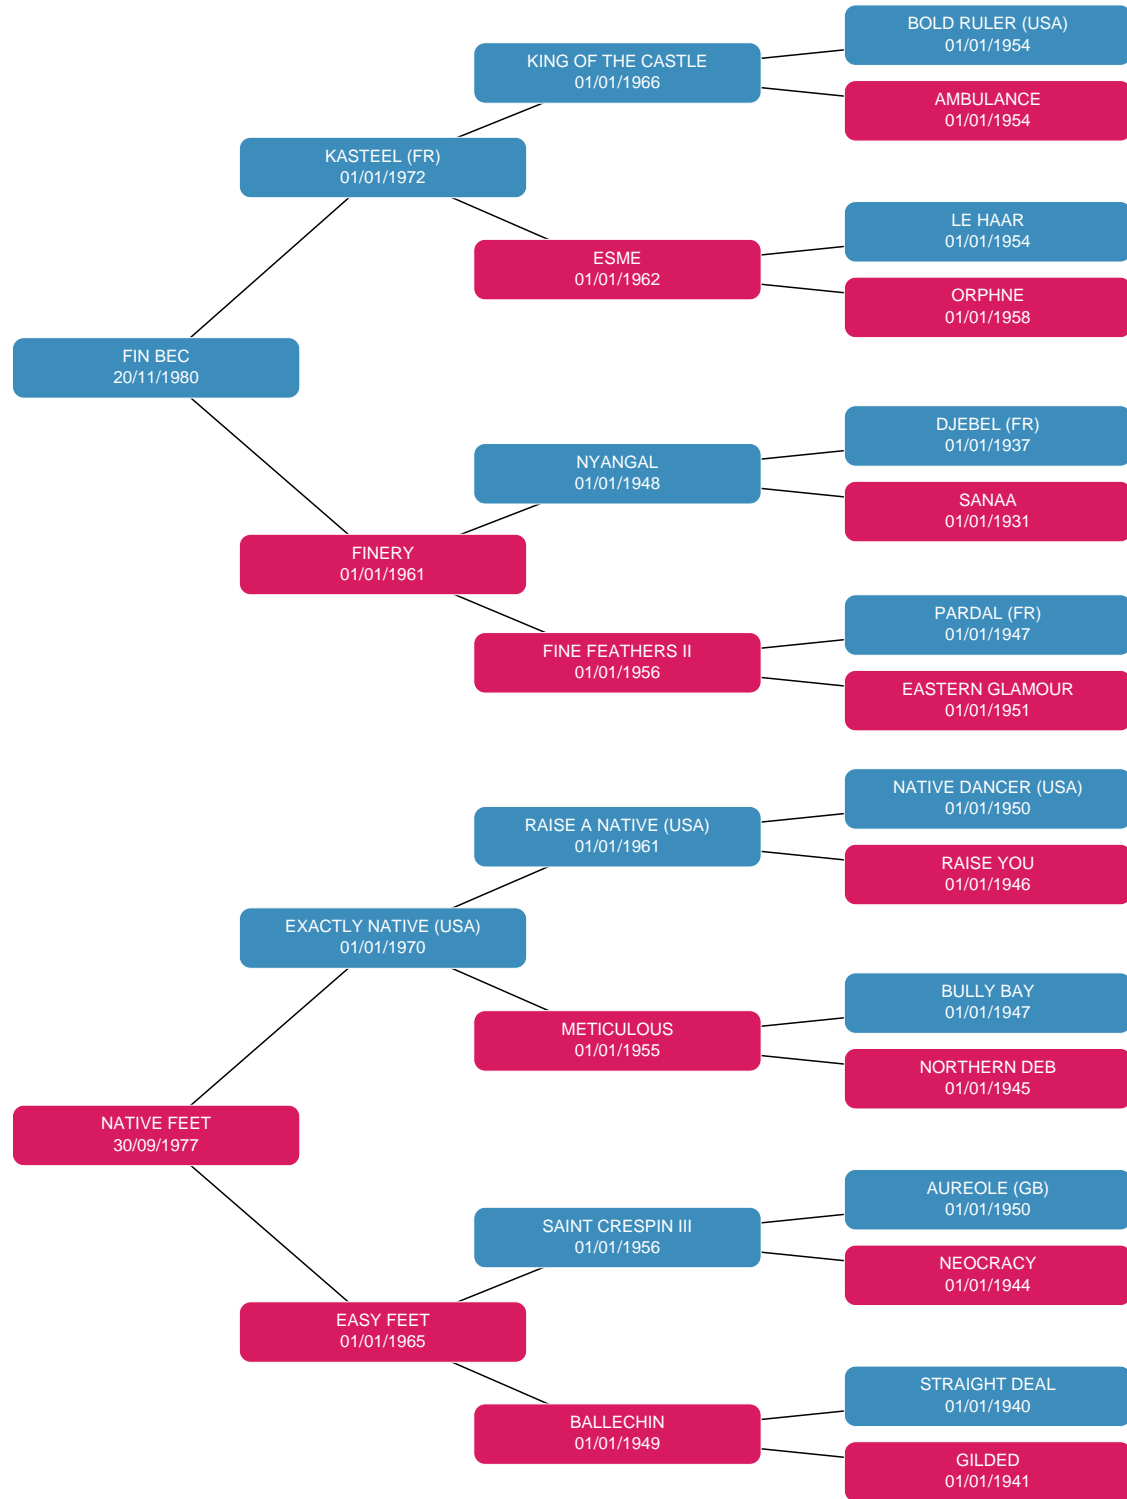 BOLD RULER (USA)
01/01/1954
KING OF THE CASTLE
01/01/1966
AMBULANCE
01/01/1954
KASTEEL (FR)
01/01/1972
LE HAAR
01/01/1954
ESME
01/01/1962
ORPHNE
01/01/1958
FIN BEC
20/11/1980
DJEBEL (FR)
01/01/1937
NYANGAL
01/01/1948
SANAA
01/01/1931
FINERY
01/01/1961
PARDAL (FR)
01/01/1947
FINE FEATHERS II
01/01/1956
EASTERN GLAMOUR
01/01/1951
NATIVE DANCER (USA)
01/01/1950
RAISE A NATIVE (USA)
01/01/1961
RAISE YOU
01/01/1946
EXACTLY NATIVE (USA)
01/01/1970
BULLY BAY
01/01/1947
METICULOUS
01/01/1955
NORTHERN DEB
01/01/1945
NATIVE FEET
30/09/1977
AUREOLE (GB)
01/01/1950
SAINT CRESPIN III
01/01/1956
NEOCRACY
01/01/1944
EASY FEET
01/01/1965
STRAIGHT DEAL
01/01/1940
BALLECHIN
01/01/1949
GILDED
01/01/1941